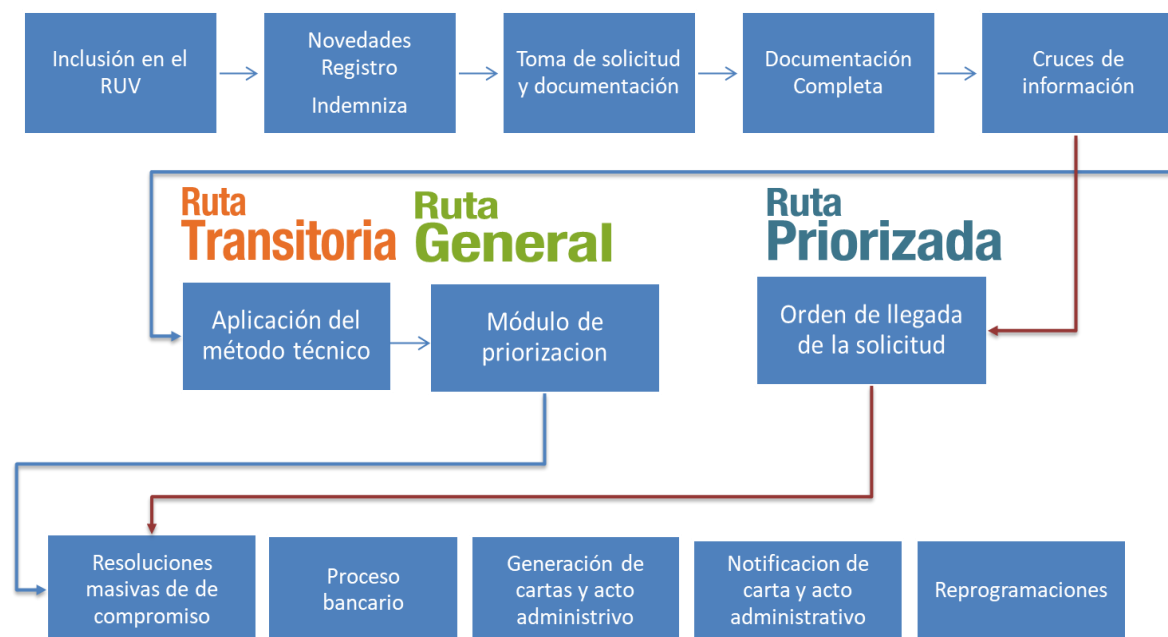 Inclusión en el
RUV
Novedades
Registro
Indemniza
Toma de solicitud
y documentación
Documentación
Completa
Cruces de
información
Ruta
Transitoria
Ruta
General
Ruta
Priorizada
Aplicación del
método técnico
Módulo de
priorizacion
Orden de llegada
de la solicitud
Resoluciones
masivas de de
compromiso
Proceso
bancario
Generación de
cartas y acto
administrivo
Notificacion de
carta y acto
administrativo
Reprogramaciones